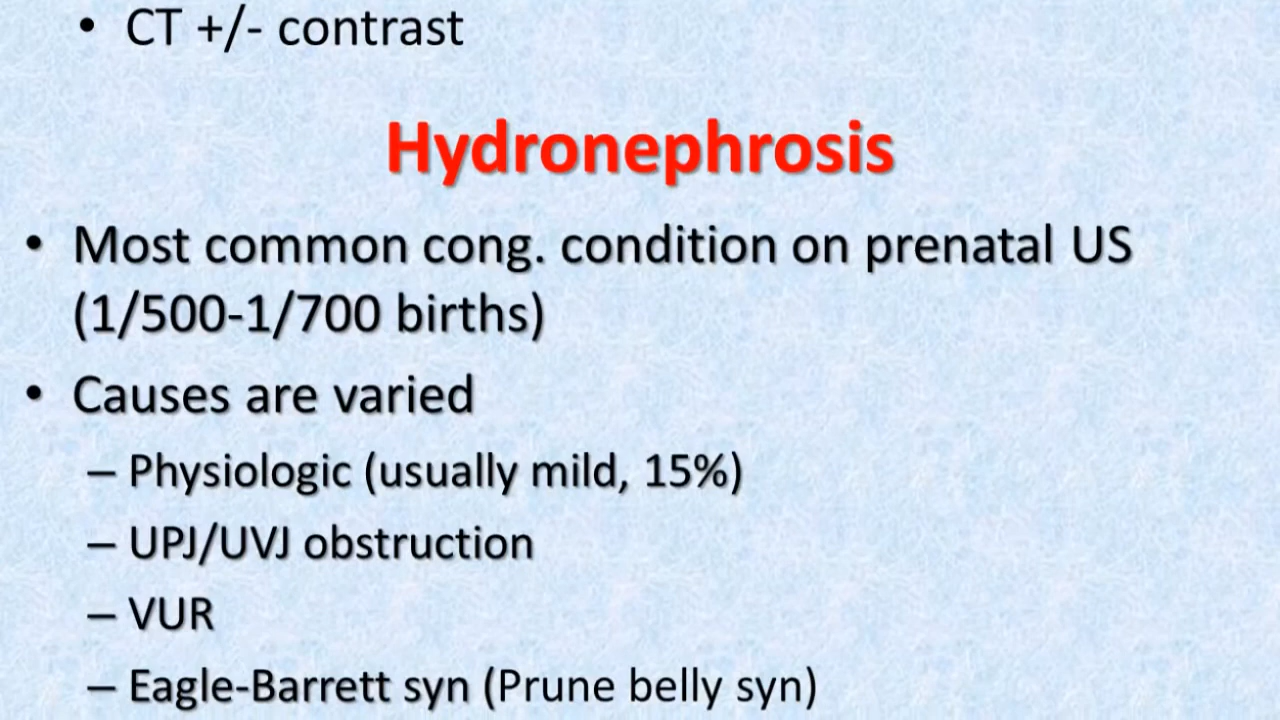 • CT +/- contrast
Hydronephrosis
• Most common cong. condition on prenatal US
(1/500-1/700 births)
• Causes are varied
– Physiologic (usually mild, 15%)
– UPJ/UVJ obstruction
– VUR
– Eagle-Barrett syn (Prune belly syn)